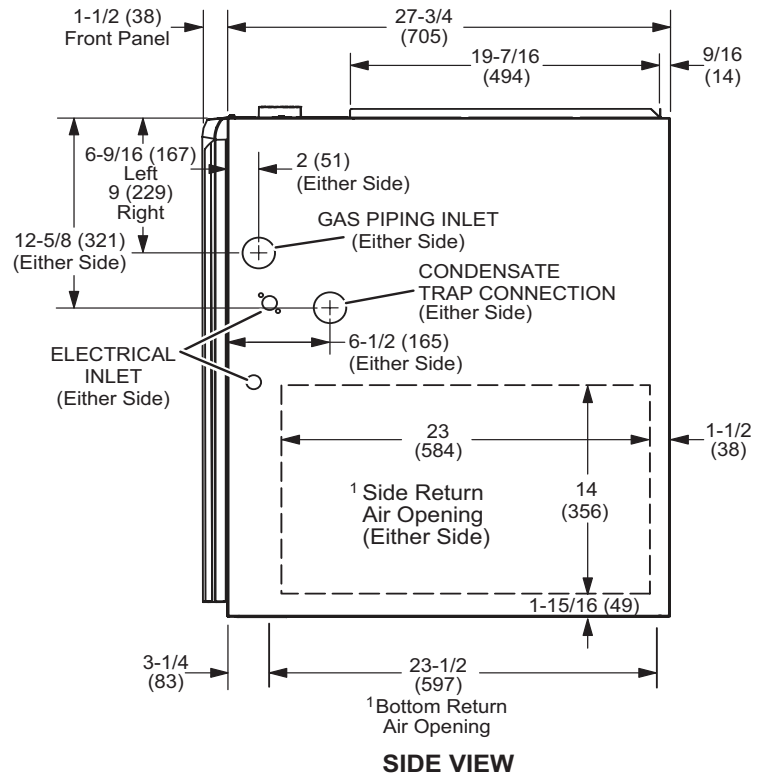 1-1/2 (38)
Front Panel
27-3/4
(705)
19-7/16
(494)
9/16
(14)
6-9/16 (167)
Left
9 (229)
Right
2 (51)
(Either Side)
12-5/8 (321)
(Either Side)
GAS PIPING INLET
(Either Side)
CONDENSATE
TRAP CONNECTION
(Either Side)
6-1/2 (165)
(Either Side)
ELECTRICAL
INLET
(Either Side)
23
(584)
1-1/2
(38)
1 Side Return
Air Opening
(Either Side)
14
(356)
1-15/16 (49)
3-1/4
(83)
23-1/2
(597)
1 Bottom Return
Air Opening
SIDE VIEW